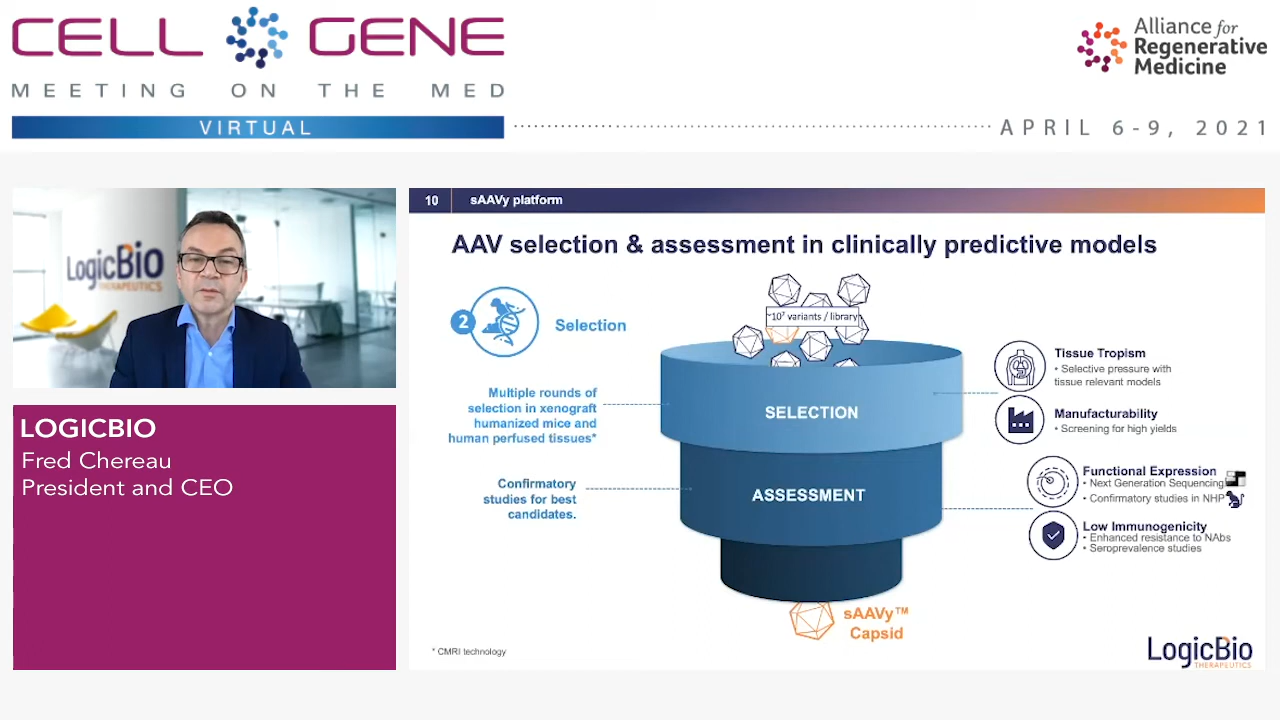 CELL GENE
MEETING ON THE MED
VIRTUAL
Alliance for
Regenerative
Medicine
APRIL 6-9, 2021
LogicBio
THERAPEUTICS
LOGICBIO
Fred Chereau
President and CEO
10 sAAVy platform
AAV selection & assessment in clinically predictive models
2 Selection
Multiple rounds of
selection in xenograft
humanized mice and
human perfused tissues*
Confirmatory
studies for best
candidates.
~10⁷ variants / library
SELECTION
ASSESSMENT
sAAVy™
Capsid
Tissue Tropism
• Selective pressure with
tissue relevant models
Manufacturability
• Screening for high yields
Functional Expression
• Next Generation Sequencing
• Confirmatory studies in NHP
Low Immunogenicity
• Enhanced resistance to NAbs
• Seroprevalence studies
* CMRI technology
LogicBio
THERAPEUTICS